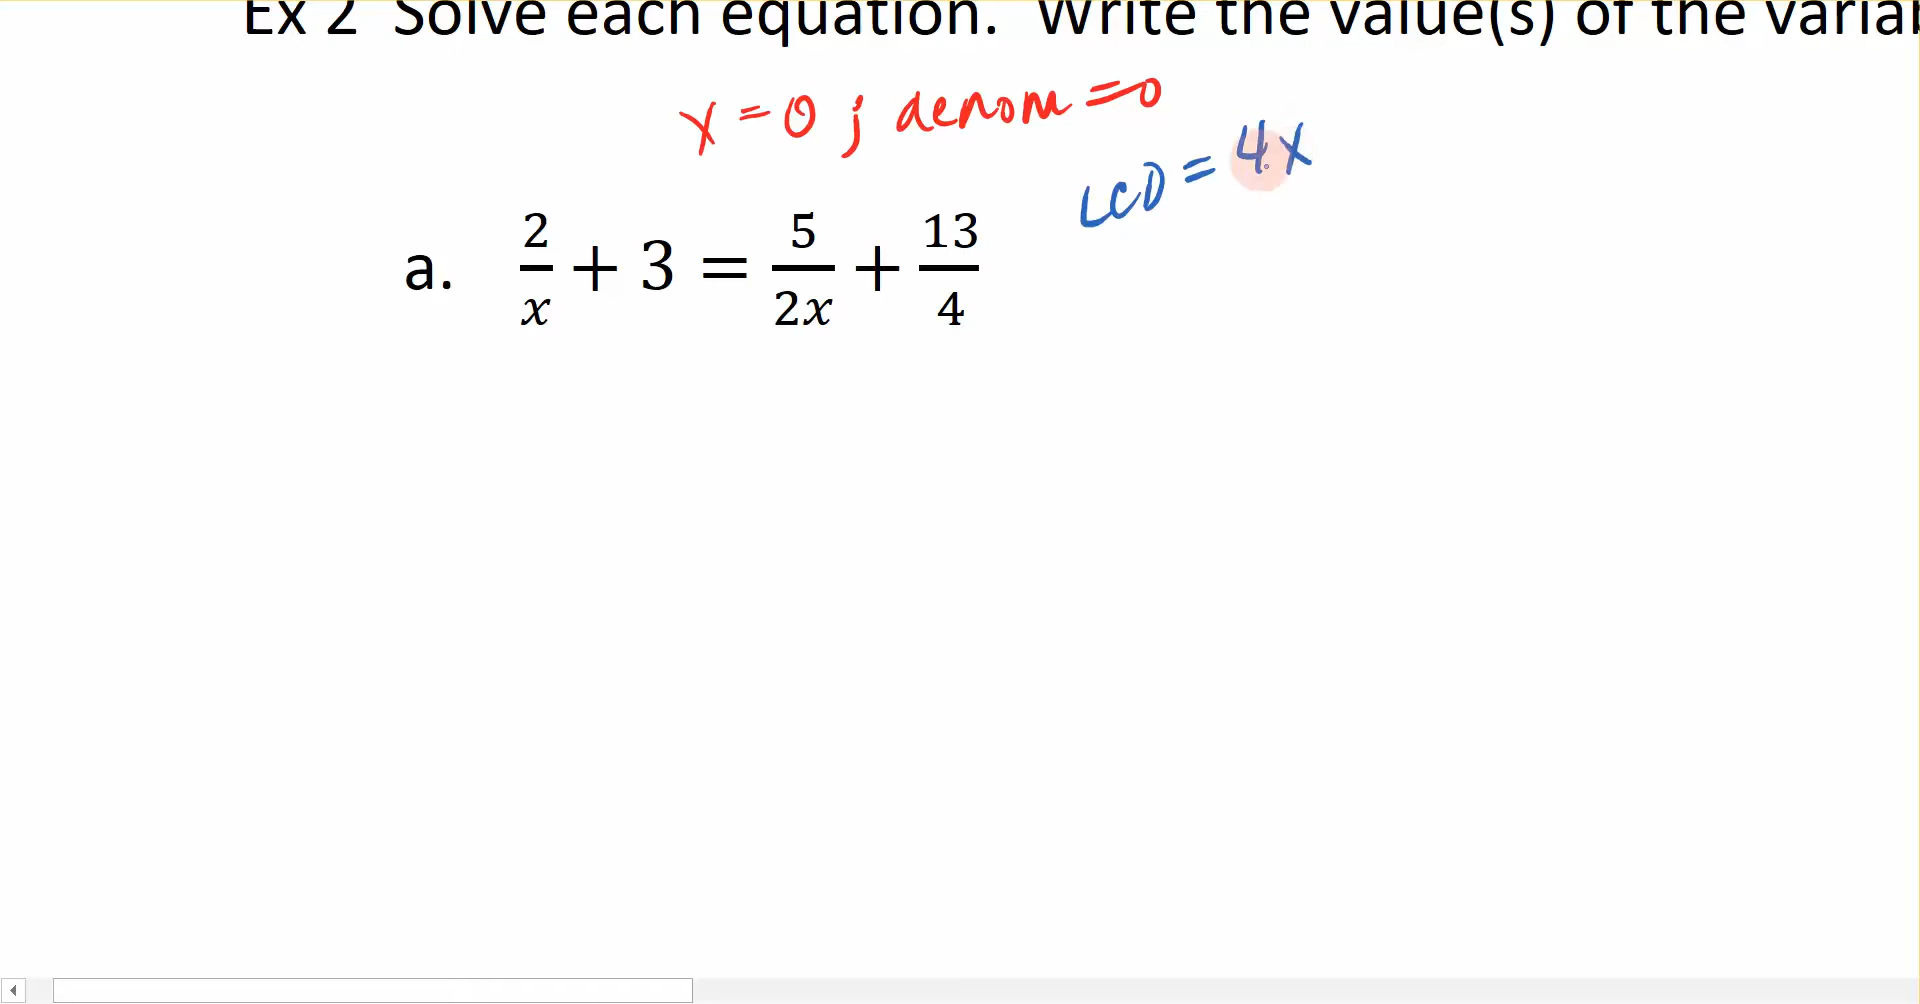 Ex 2 Solve each equation. Write the value(s) of the
x = 0 ; denom = 0
LCD = 4x
a. 2/x + 3 = 5/2x + 13/4